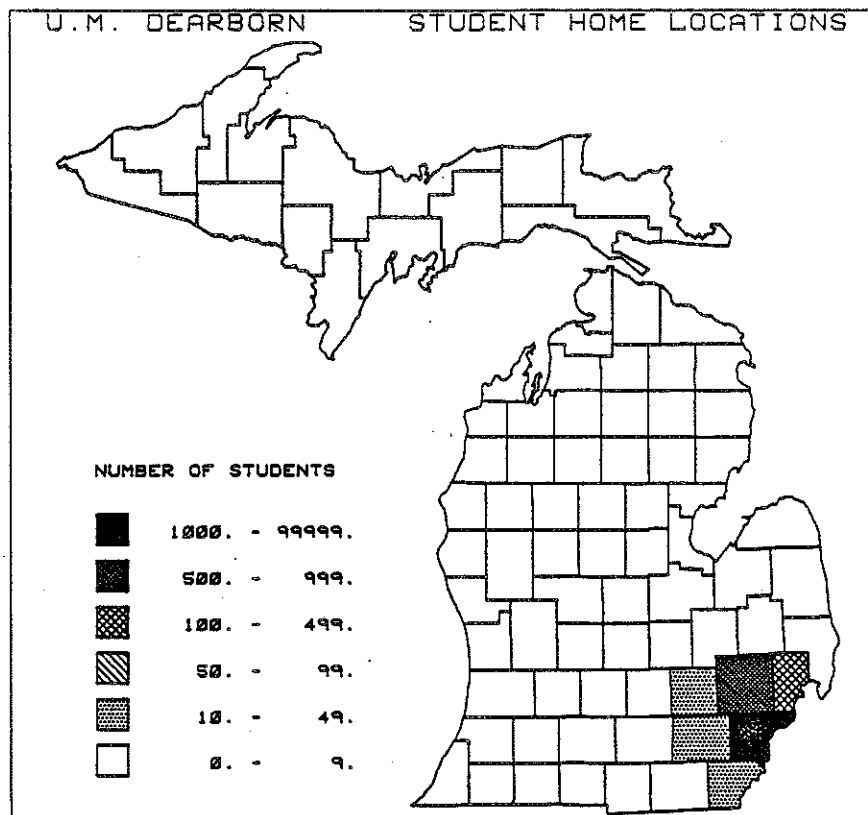 U.M. DEARBORN STUDENT HOME LOCATIONS
NUMBER OF STUDENTS
1000. - 99999.
500. - 999.
100. - 499.
50. - 99.
10. - 49.
0. - 9.